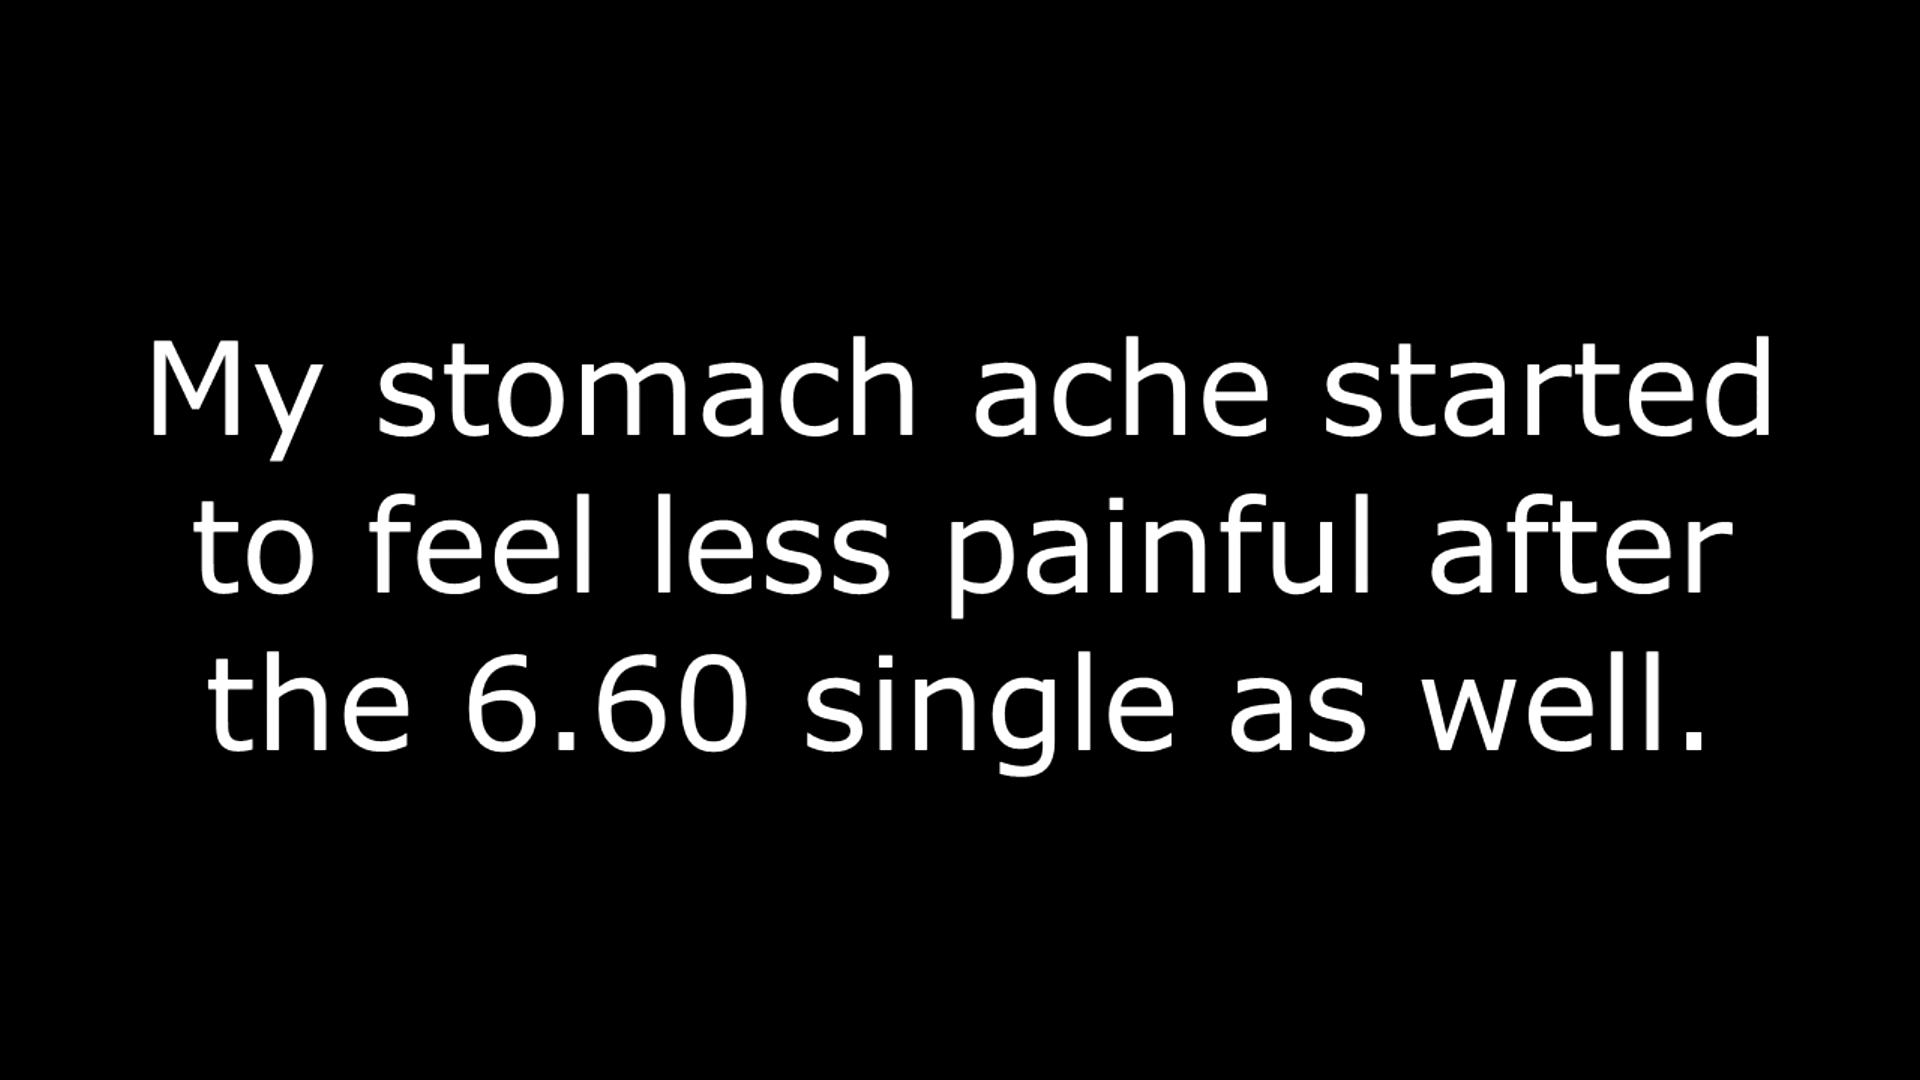 My stomach ache started
to feel less painful after
the 6.60 single as well.